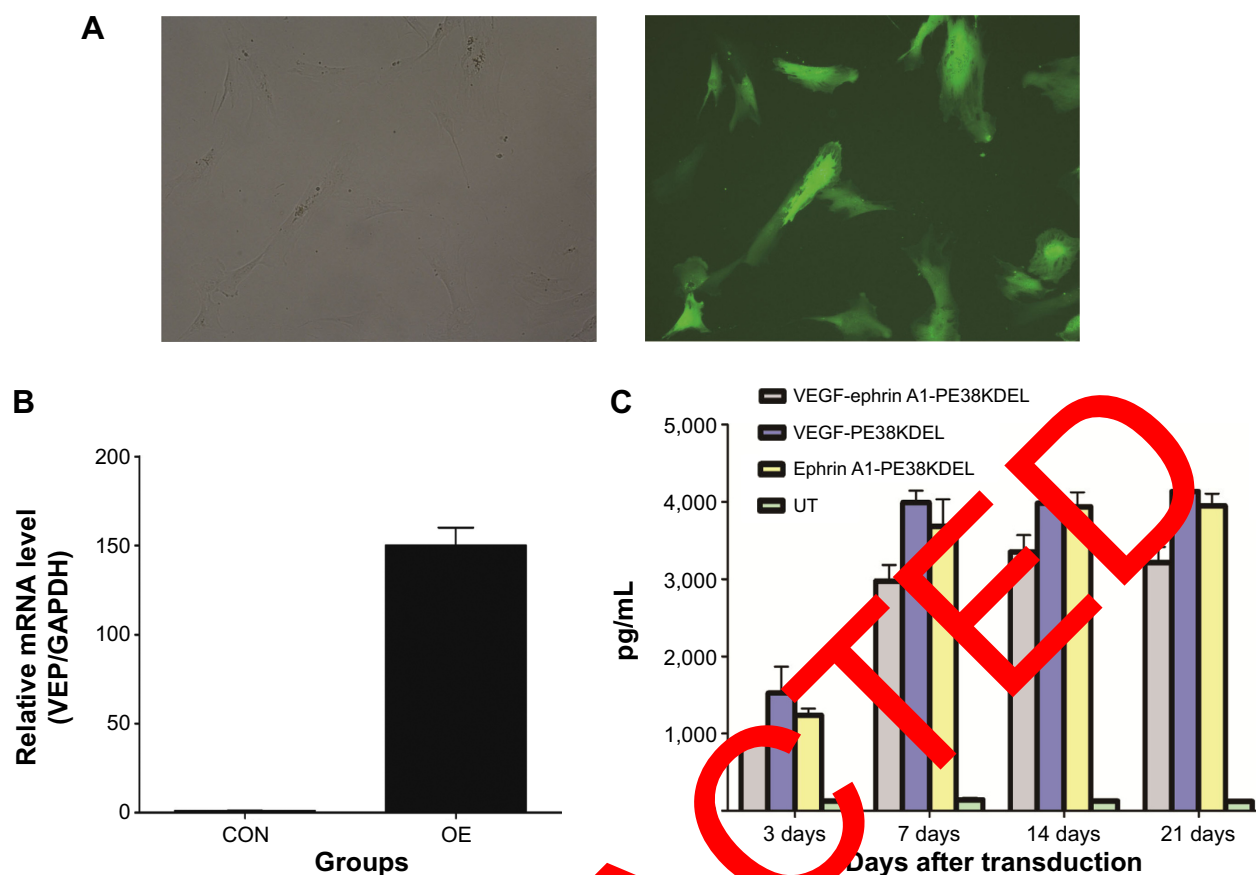 A
B
200
150
100
50
0
Relative mRNA level
(VEP/GAPDH)
CON
OE
Groups
C
VEGF-ephrin A1-PE38KDEL
VEGF-PE38KDEL
Ephrin A1-PE38KDEL
UT
5,000
4,000
3,000
2,000
1,000
pg/mL
3 days
7 days
14 days
21 days
Days after transduction
CTED